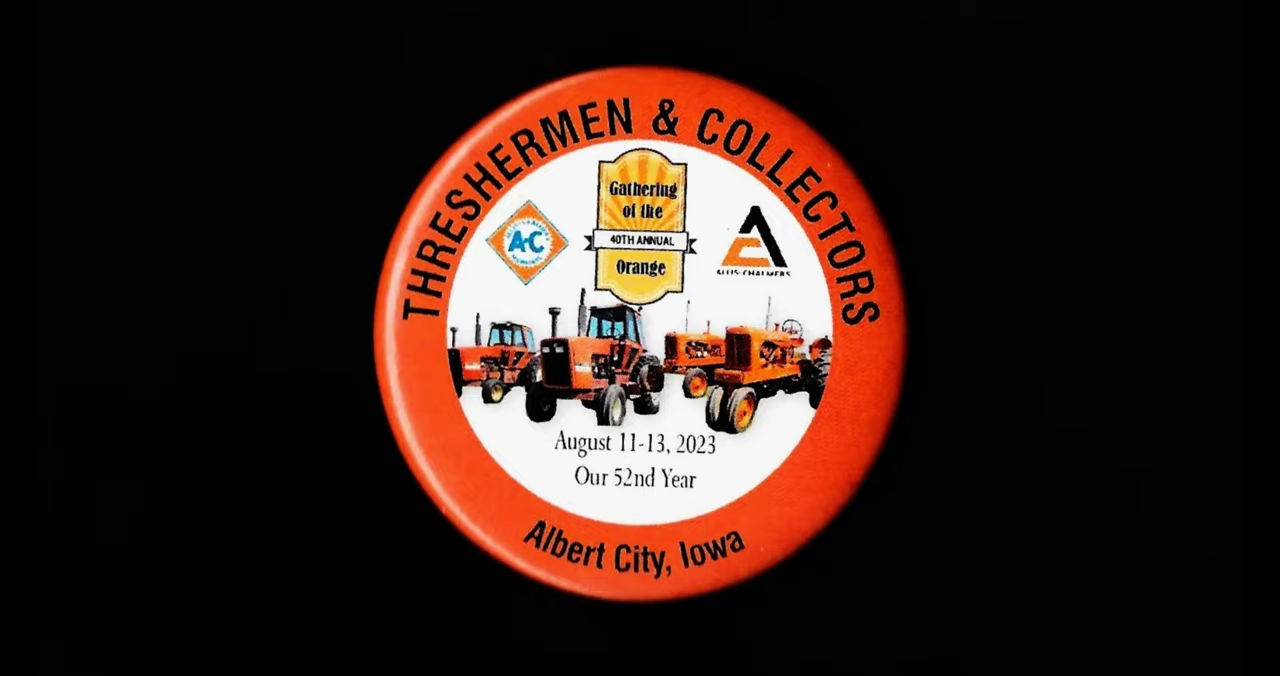 THRESHERMEN & COLLECTORS
Gathering
of the
40TH ANNUAL
Orange
A-C
ALLIS-CHALMERS
August 11-13, 2023
Our 52nd Year
Albert City, Iowa